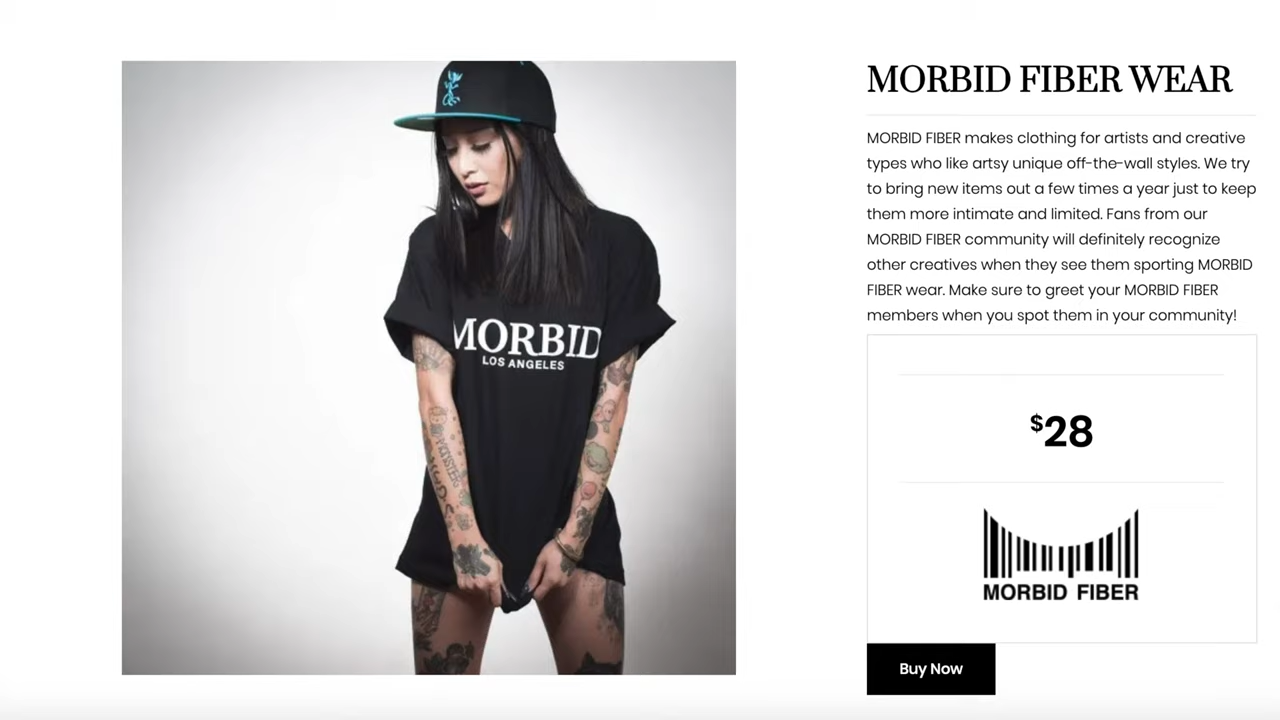 MORBID FIBER WEAR
MORBID FIBER makes clothing for artists and creative
types who like artsy unique off-the-wall styles. We try
to bring new items out a few times a year just to keep
them more intimate and limited. Fans from our
MORBID FIBER community will definitely recognize
other creatives when they see them sporting MORBID
FIBER wear. Make sure to greet your MORBID FIBER
members when you spot them in your community!
MORBID
LOS ANGELES
$28
MORBID FIBER
Buy Now